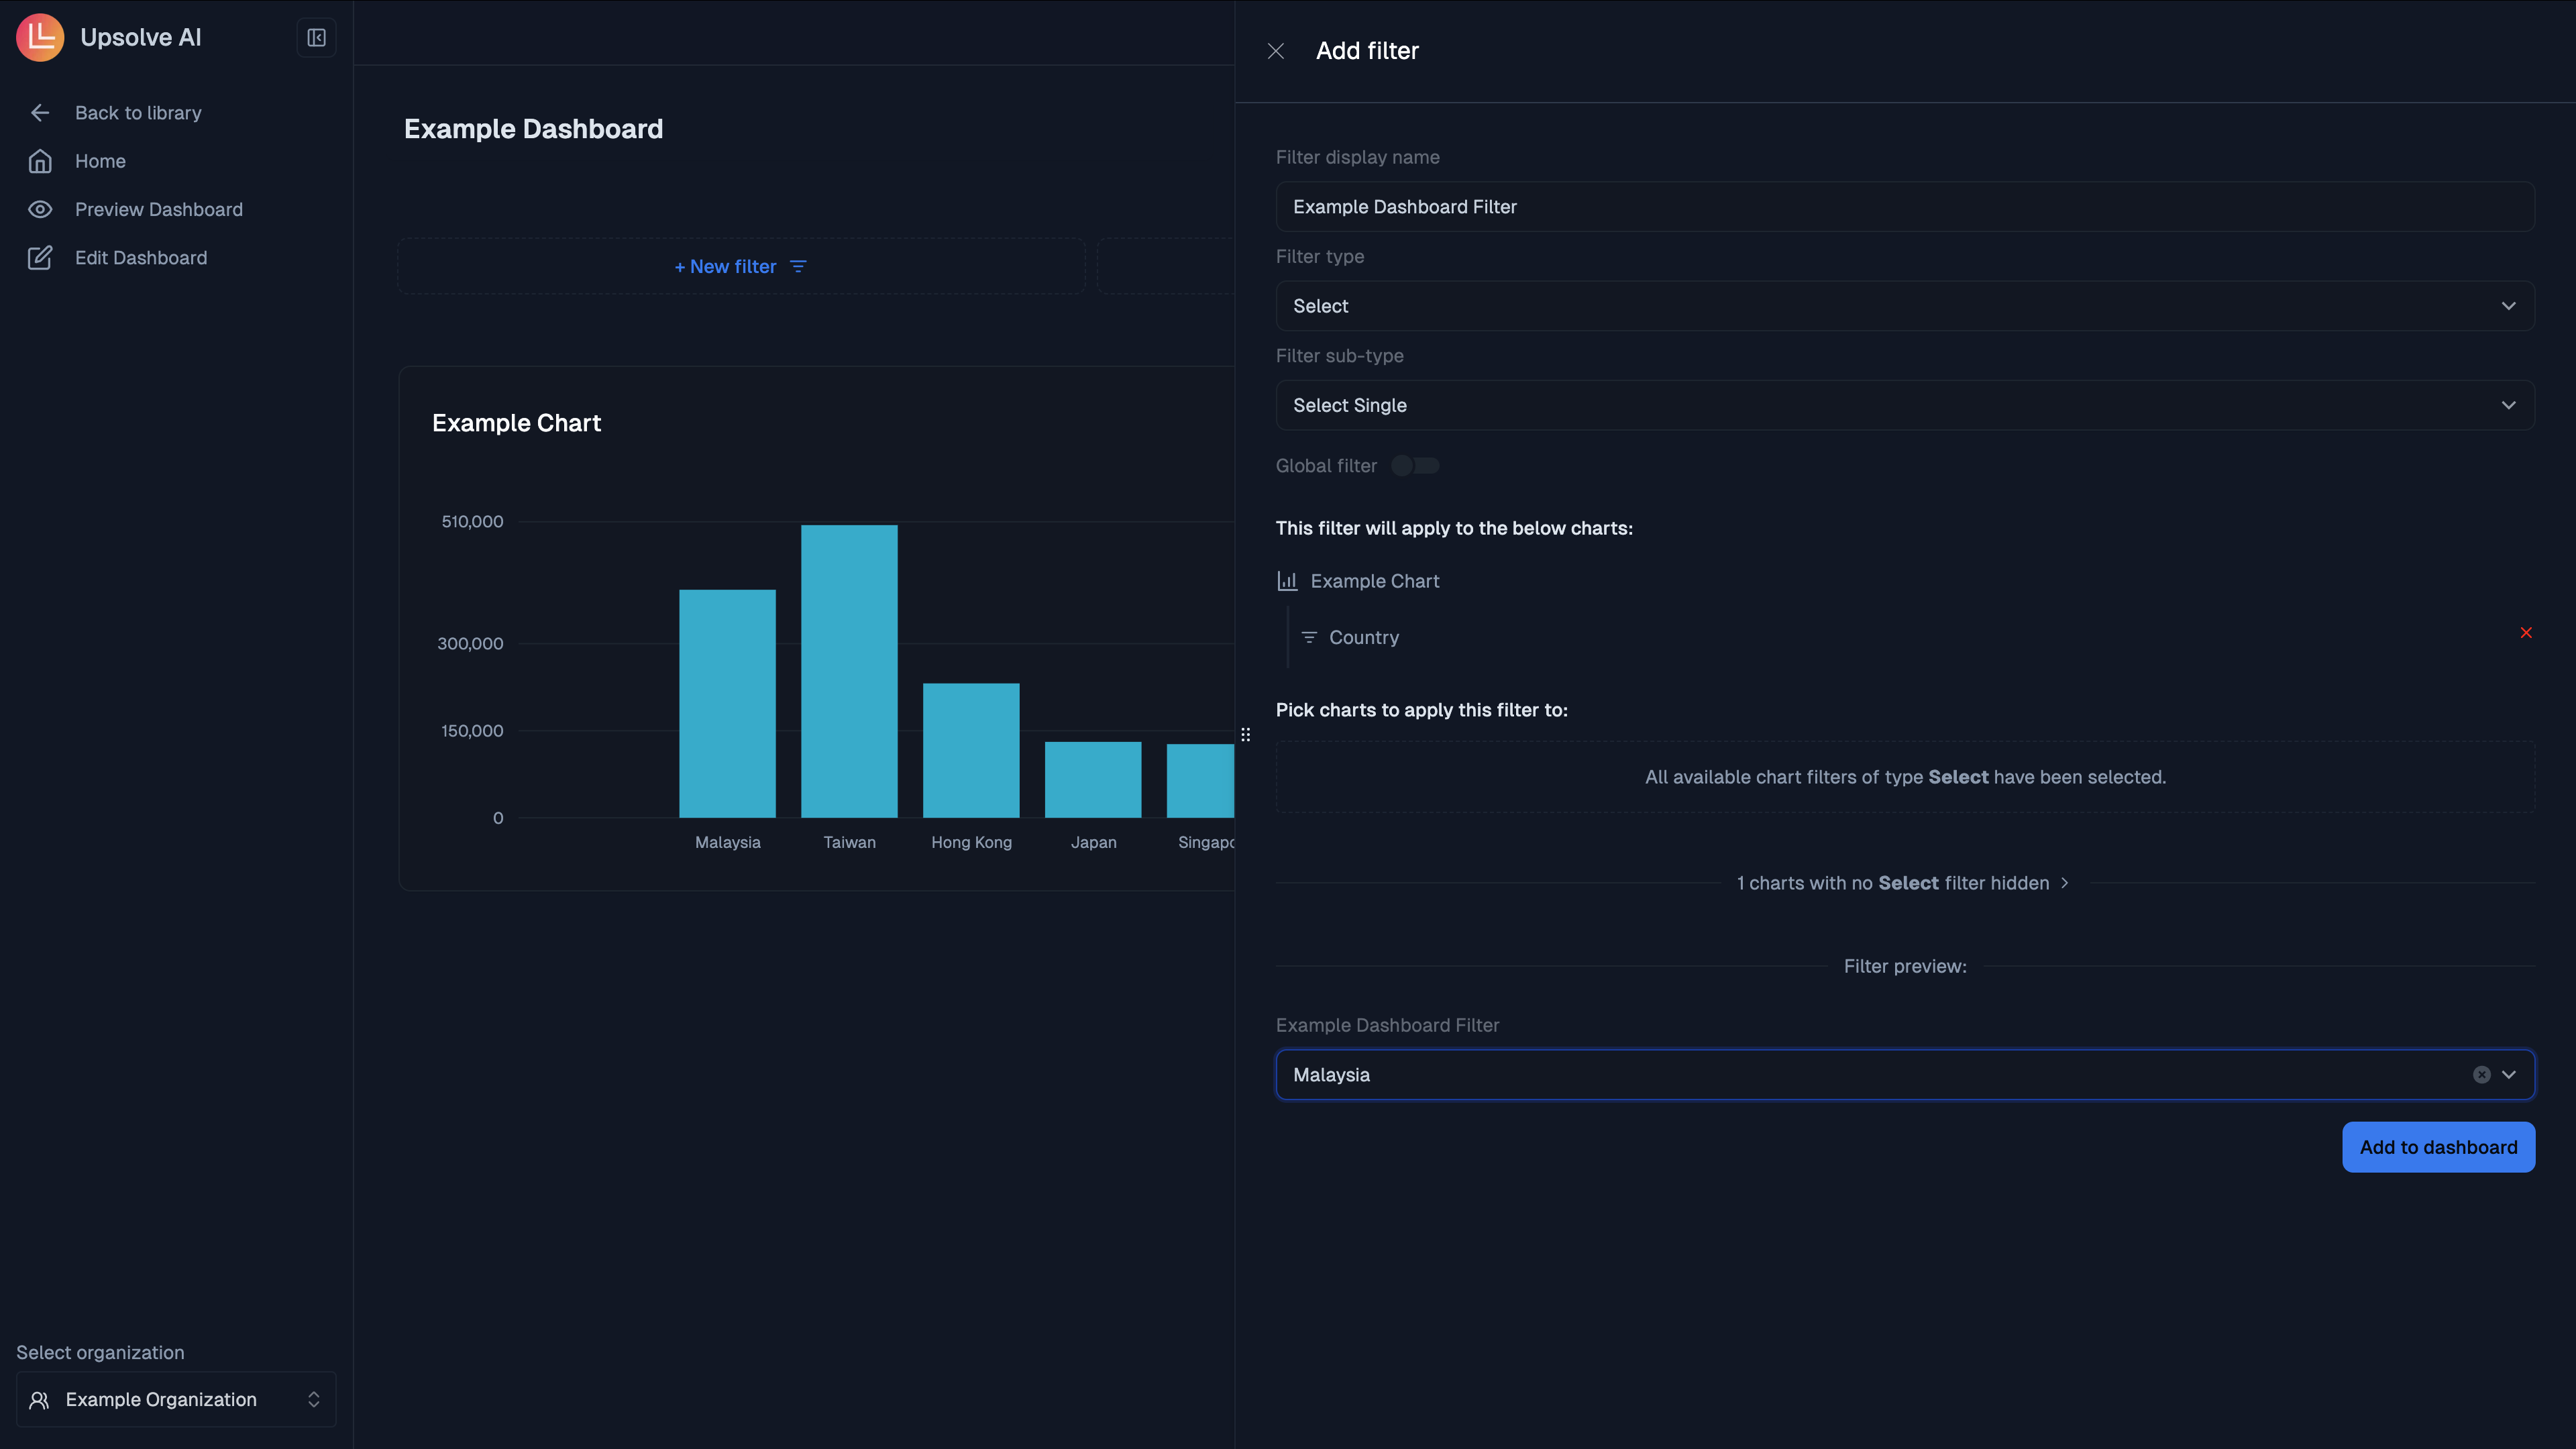 Upsolve AI
Back to library
Home
Preview Dashboard
Edit Dashboard
Select organization
Example Organization
Example Dashboard
+ New filter
Example Chart
510,000
300,000
150,000
0
Malaysia Taiwan Hong Kong Japan Singapo
Add filter
Filter display name
Example Dashboard Filter
Filter type
Select
Filter sub-type
Select Single
Global filter
This filter will apply to the below charts:
Example Chart
Country
Pick charts to apply this filter to:
All available chart filters of type Select have been selected.
1 charts with no Select filter hidden
Filter preview:
Example Dashboard Filter
Malaysia
Add to dashboard